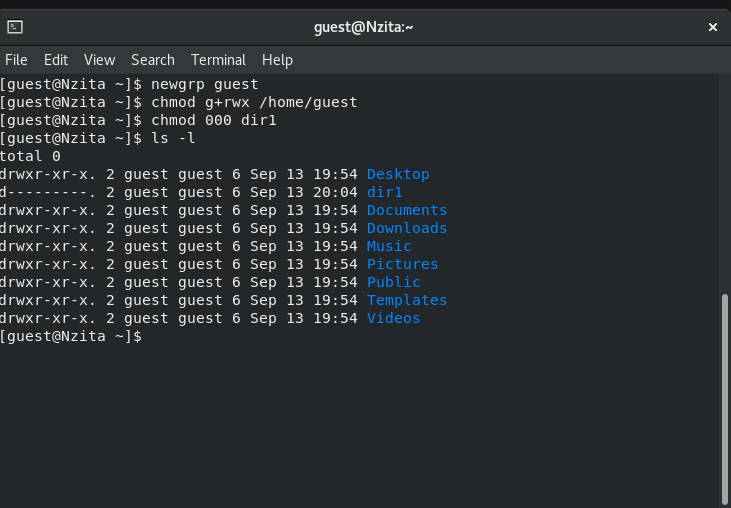 guest@Nzita:~
File Edit View Search Terminal Help
[guest@Nzita ~]$ newgrp guest
[guest@Nzita ~]$ chmod g+rwx /home/guest
[guest@Nzita ~]$ chmod 000 dir1
[guest@Nzita ~]$ ls -l
total 0
drwxr-xr-x. 2 guest guest 6 Sep 13 19:54 Desktop
d---------. 2 guest guest 6 Sep 13 20:04 dir1
drwxr-xr-x. 2 guest guest 6 Sep 13 19:54 Documents
drwxr-xr-x. 2 guest guest 6 Sep 13 19:54 Downloads
drwxr-xr-x. 2 guest guest 6 Sep 13 19:54 Music
drwxr-xr-x. 2 guest guest 6 Sep 13 19:54 Pictures
drwxr-xr-x. 2 guest guest 6 Sep 13 19:54 Public
drwxr-xr-x. 2 guest guest 6 Sep 13 19:54 Templates
drwxr-xr-x. 2 guest guest 6 Sep 13 19:54 Videos
[guest@Nzita ~]$